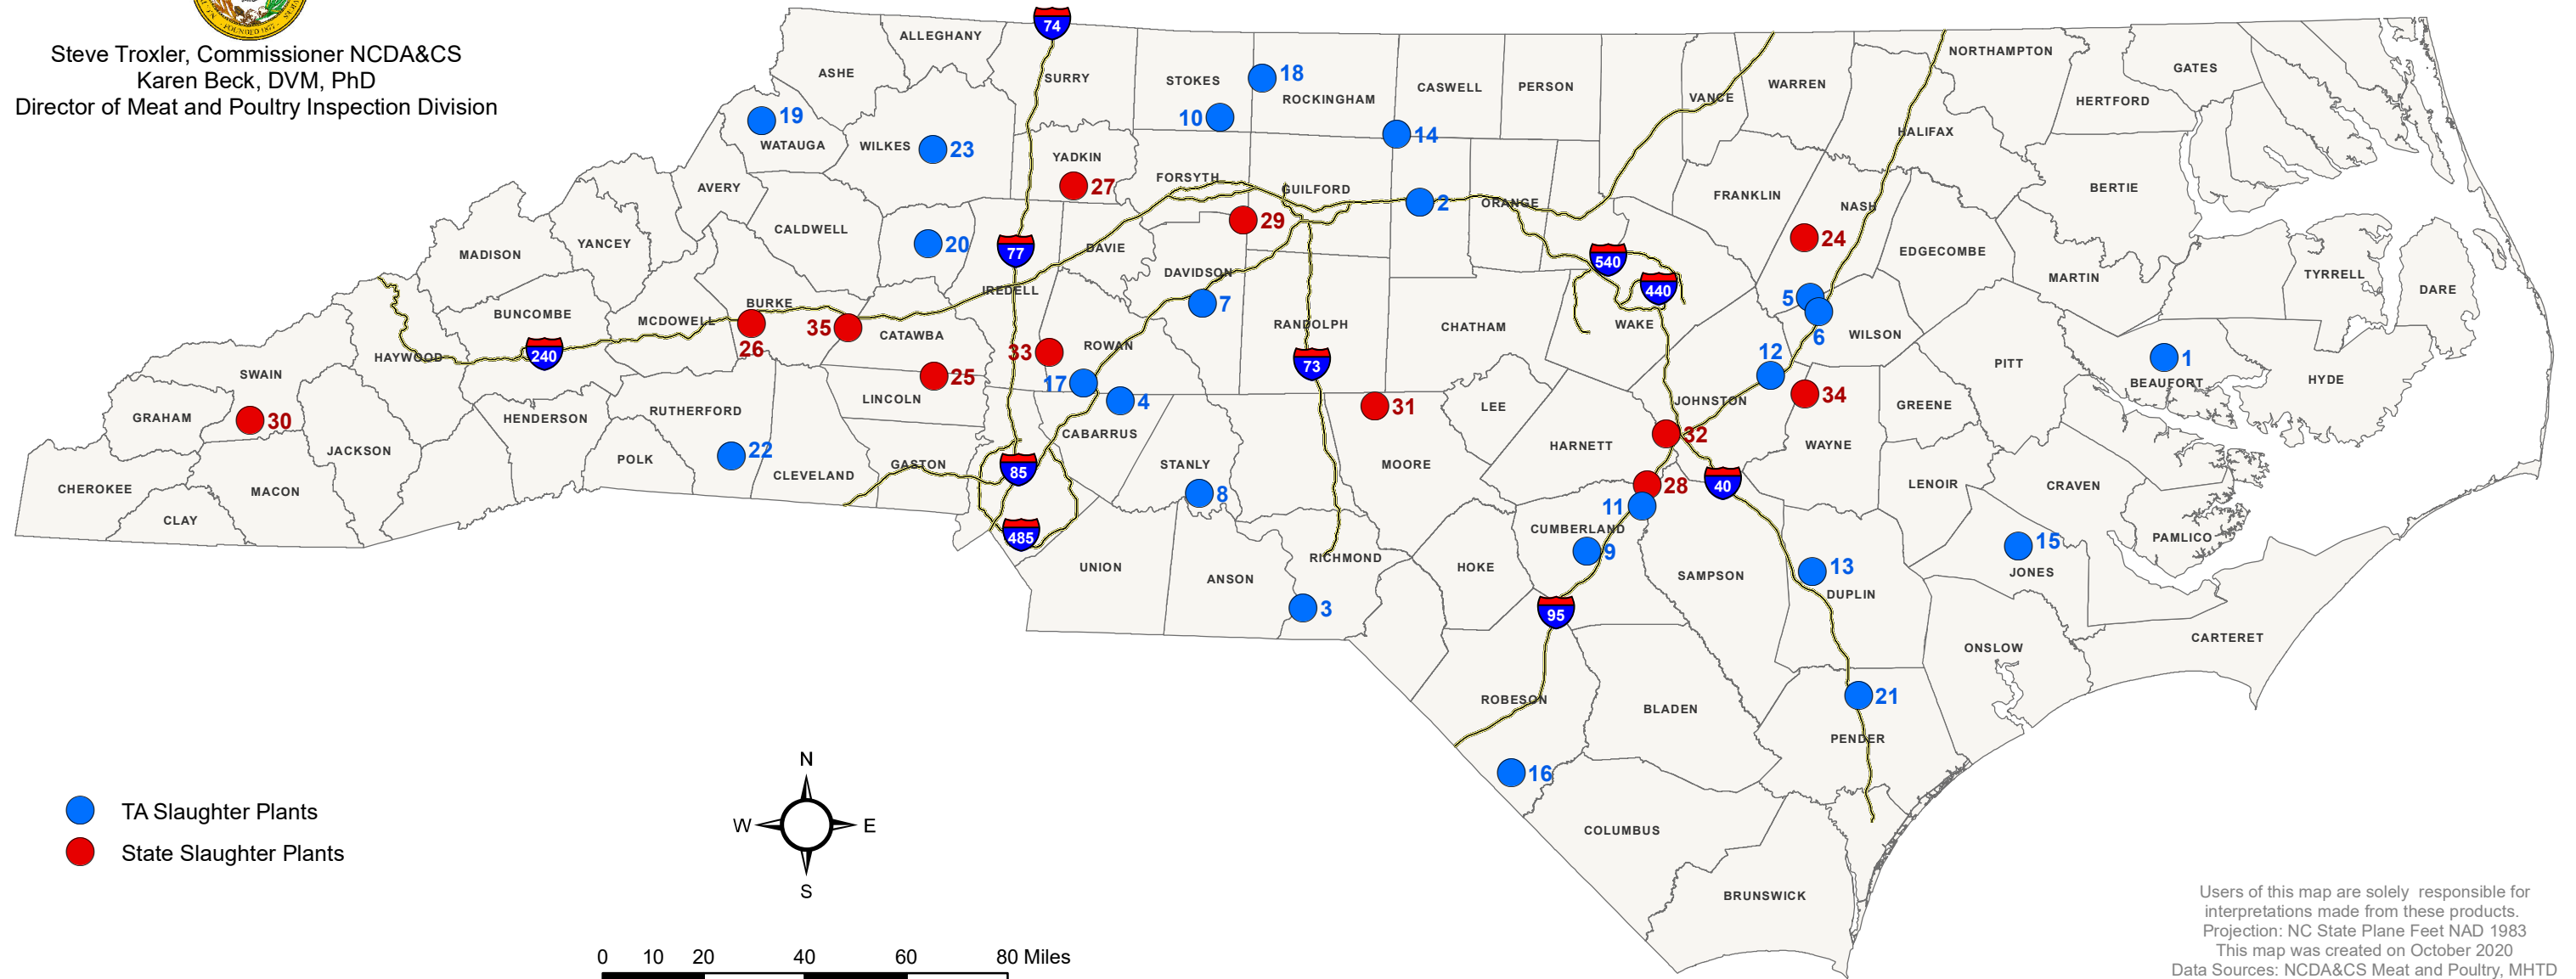 FOUNDED 1877
Steve Troxler, Commissioner NCDA&CS
Karen Beck, DVM, PhD
Director of Meat and Poultry Inspection Division
74
ALLEGHANY
ASHE
SURRY
STOKES
18
ROCKINGHAM
CASWELL
PERSON
VANCE
WARREN
NORTHAMPTON
GATES
HERTFORD
19
WATAUGA
WILKES
23
10
14
HALIFAX
YADKIN
27
FORSYTH
GUILFORD
AVERY
2
ORANGE
FRANKLIN
NASH
BERTIE
CALDWELL
20
77
DAVIE
29
24
EDGECOMBE
MADISON
YANCEY
540
440
MARTIN
TYRRELL
DARE
IREDELL
DAVIDSON
7
5
6
BUNCOMBE
BURKE
MCDOWELL
26
35
CATAWBA
33
ROWAN
RANDOLPH
CHATHAM
WAKE
WILSON
HAYWOOD
240
73
12
PITT
1
BEAUFORT
HYDE
SWAIN
25
17
4
LINCOLN
31
LEE
JOHNSTON
34
GREENE
GRAHAM
30
HENDERSON
RUTHERFORD
CABARRUS
32
JACKSON
HARNETT
WAYNE
POLK
22
CLEVELAND
GASTON
85
STANLY
MOORE
CHEROKEE
MACON
8
28
40
LENOIR
CRAVEN
CLAY
11
485
CUMBERLAND
9
15
PAMLICO
UNION
ANSON
RICHMOND
HOKE
SAMPSON
13
JONES
DUPLIN
3
95
CARTERET
ONSLOW
ROBESON
BLADEN
21
PENDER
16
COLUMBUS
BRUNSWICK
TA Slaughter Plants
State Slaughter Plants
N
W
E
S
0 10 20 40 60 80 Miles
Users of this map are solely responsible for
interpretations made from these products.
Projection: NC State Plane Feet NAD 1983
This map was created on October 2020
Data Sources: NCDA&CS Meat and Poultry, MHTD